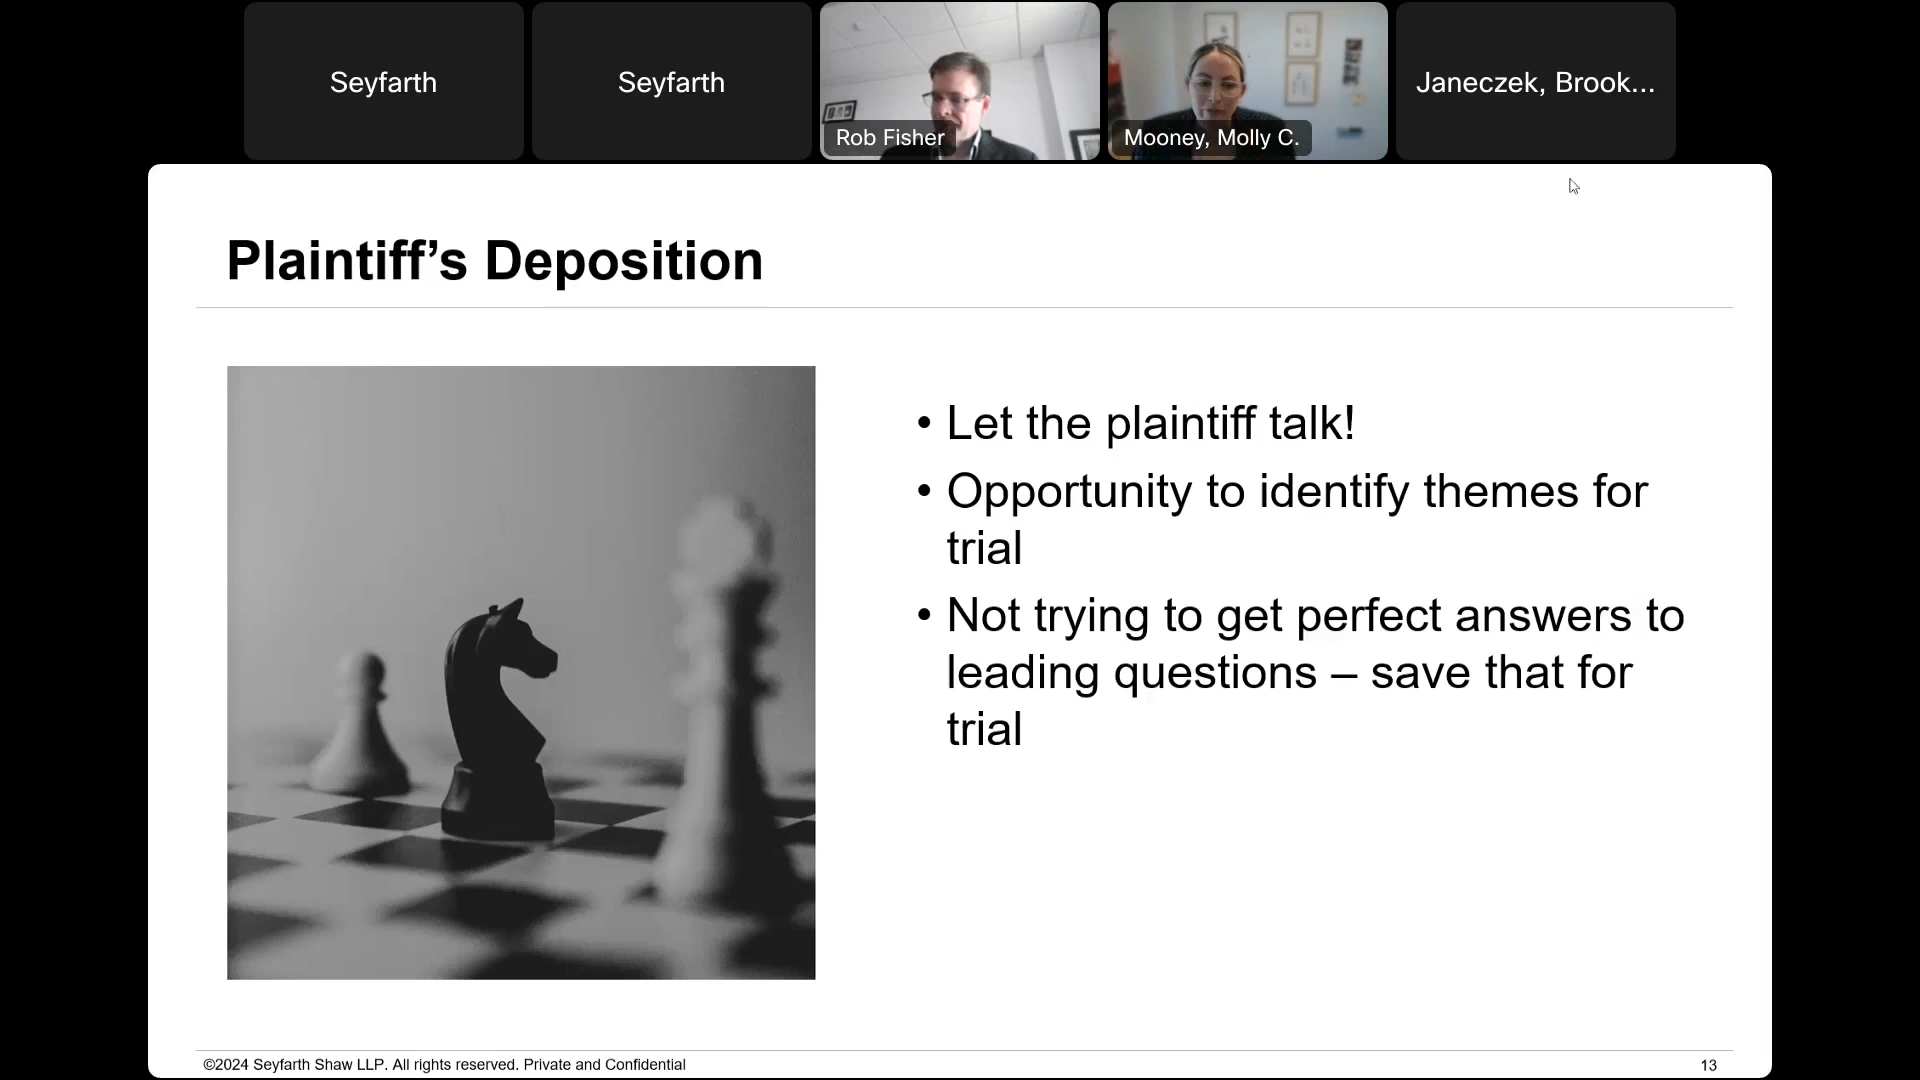 Seyfarth
Seyfarth
Rob Fisher
Mooney, Molly C.
Janeczek, Brook...
Plaintiff’s Deposition
• Let the plaintiff talk!
• Opportunity to identify themes for
trial
• Not trying to get perfect answers to
leading questions – save that for
trial
©2024 Seyfarth Shaw LLP. All rights reserved. Private and Confidential
13